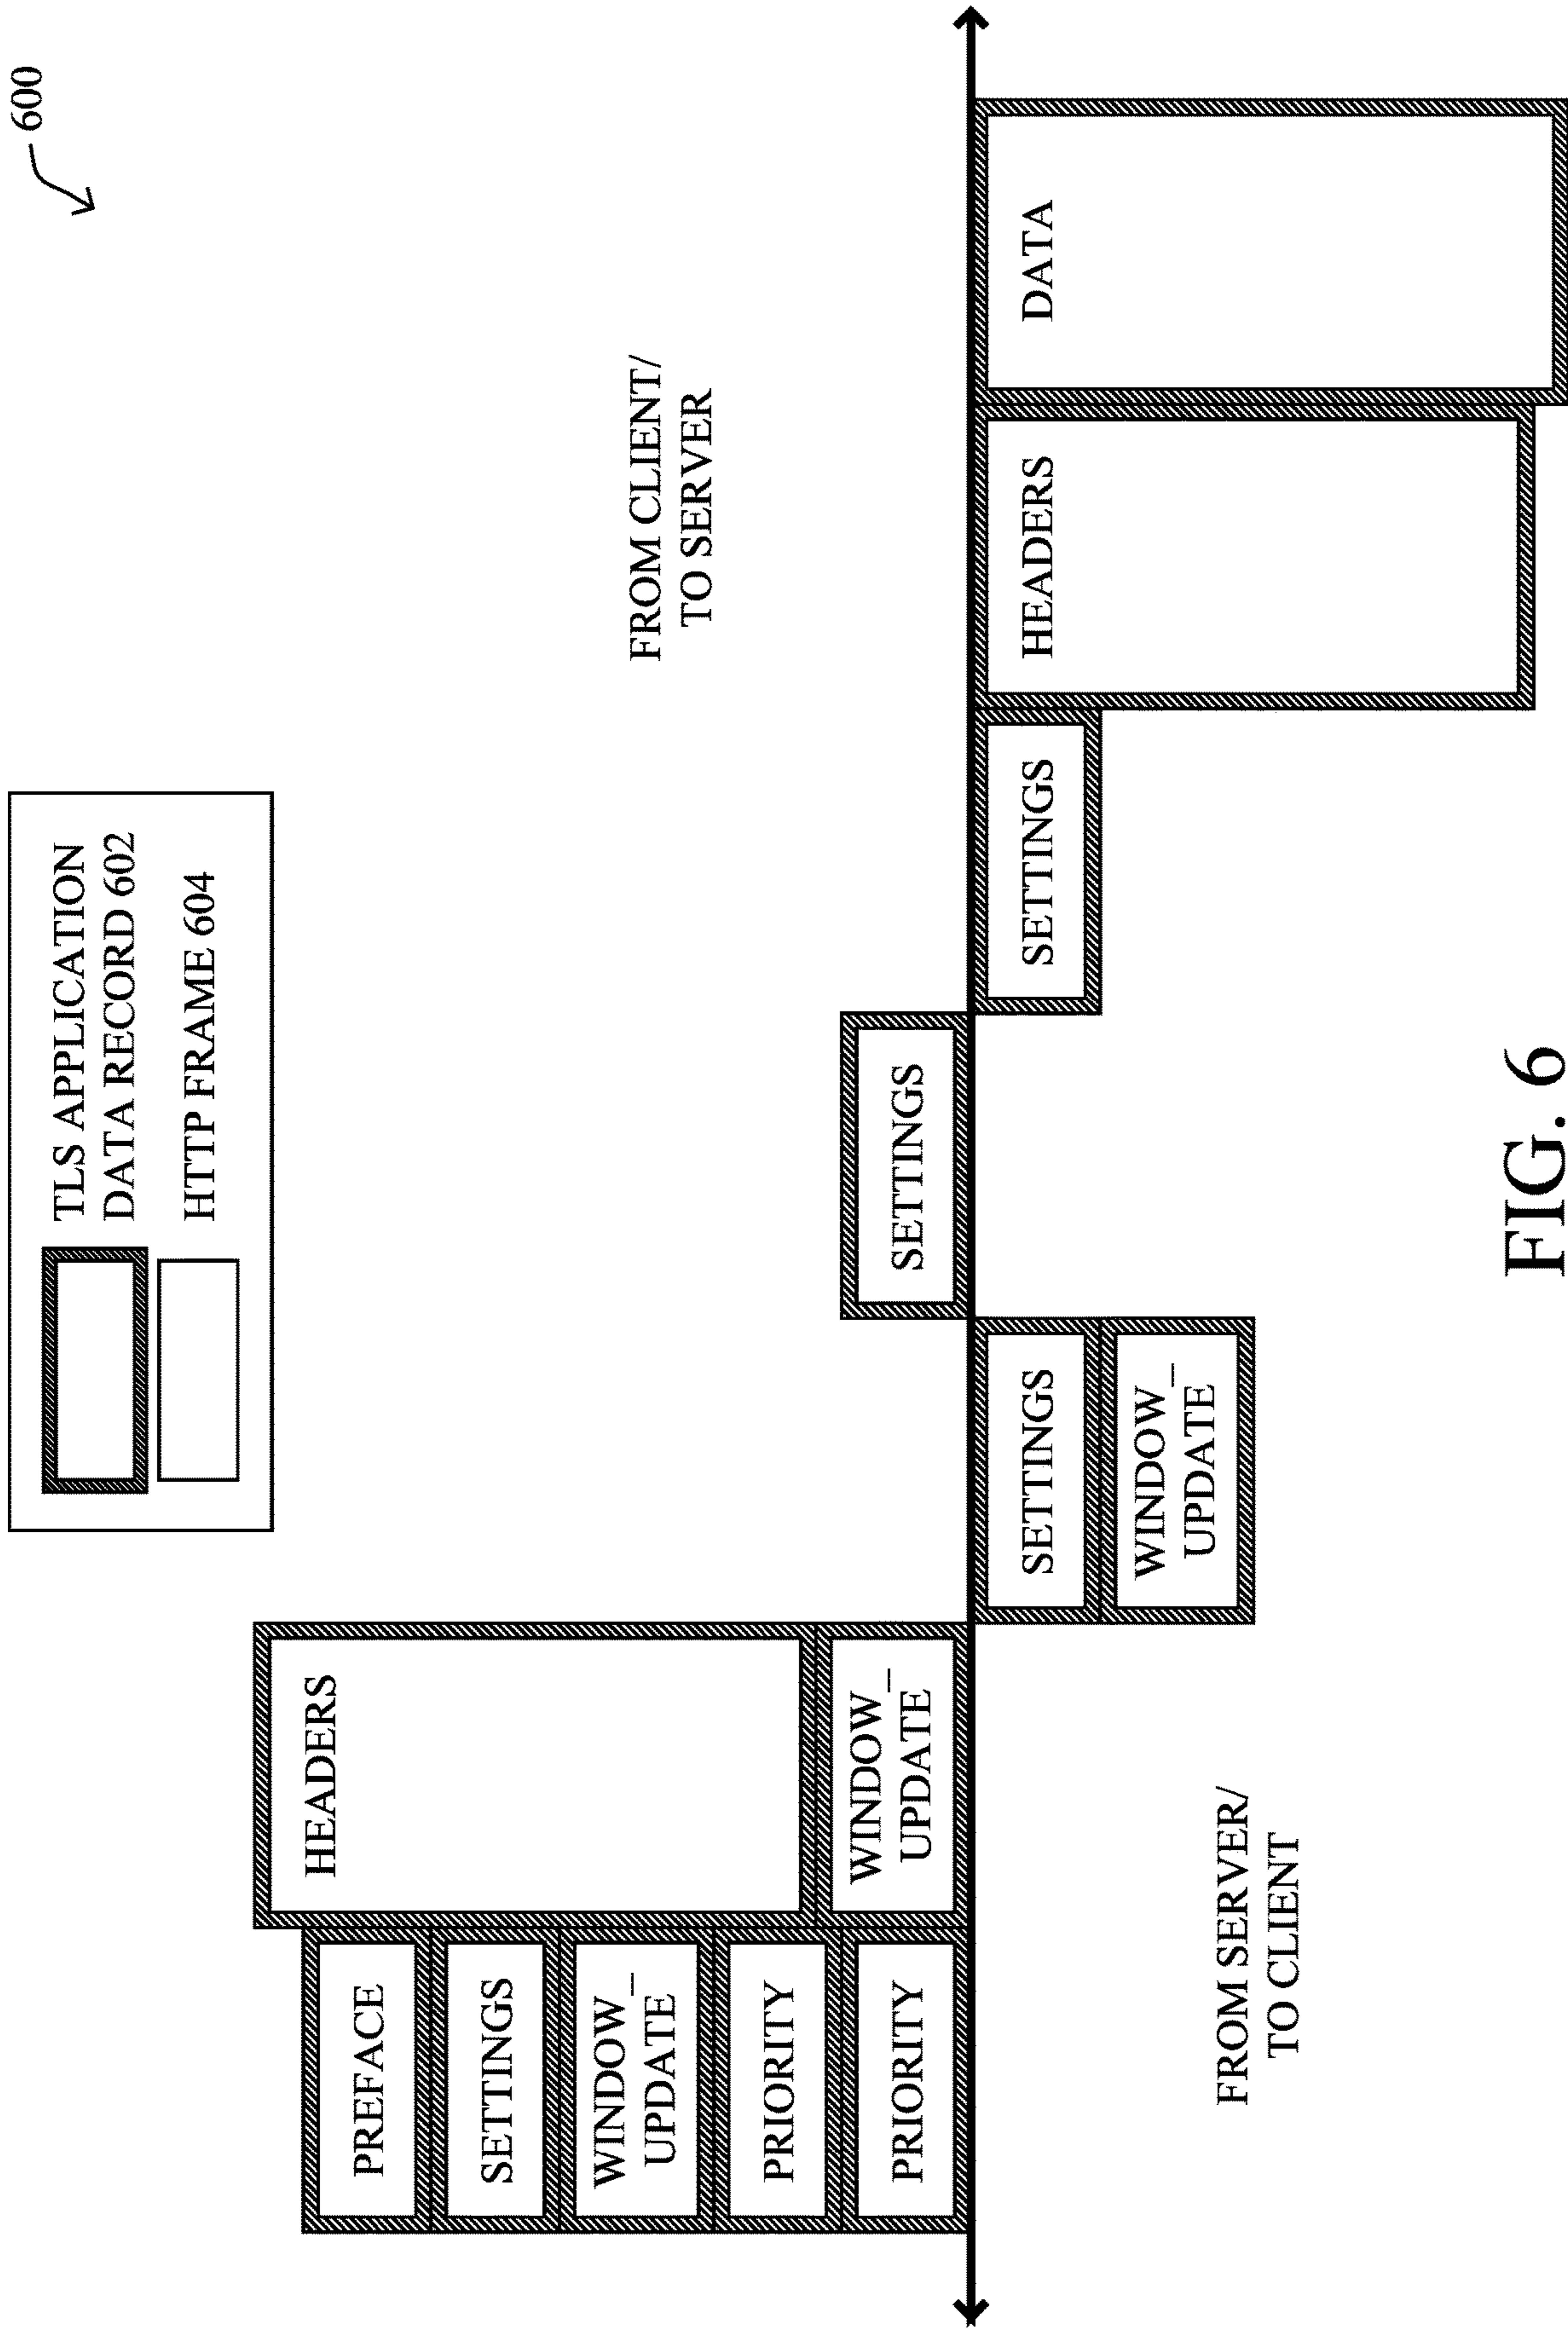 600
TLS APPLICATION
DATA RECORD 602
HTTP FRAME 604
FROM CLIENT/
TO SERVER
PREFACE
SETTINGS
WINDOW_
UPDATE
PRIORITY
PRIORITY
HEADERS
WINDOW_
UPDATE
SETTINGS
WINDOW_
UPDATE
SETTINGS
SETTINGS
HEADERS
DATA
FROM SERVER/
TO CLIENT
FIG. 6